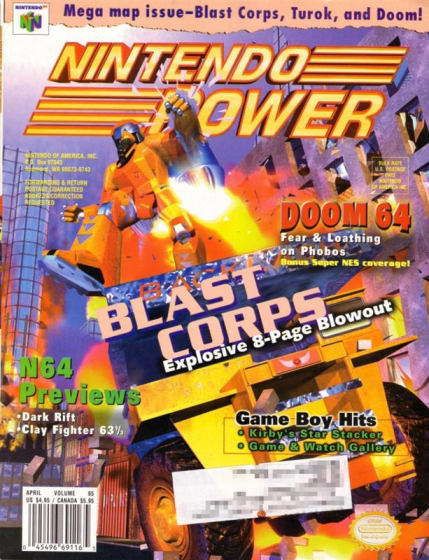 NINTENDO 64
Mega map issue–Blast Corps, Turok, and Doom!
NINTENDO
POWER
NINTENDO OF AMERICA, INC.
P.O. Box 97043
Redmond, WA 98073-9743
FORWARDING & RETURN
POSTAGE GUARANTEED
ADDRESS CORRECTION
REQUESTED
BULK RATE
U.S. POSTAGE
PAID
NINTENDO
OF AMERICA INC
DOOM 64
Fear & Loathing
on Phobos
Bonus Super NES coverage!
BLAST
CORPS
Explosive 8-Page Blowout
N64
Previews
•Dark Rift
•Clay Fighter 63⅓
Game Boy Hits
• Kirby's Star Stacker
• Game & Watch Gallery
APRIL VOLUME 95
US $4.95 / CANADA $5.95
0 45496 69116 3